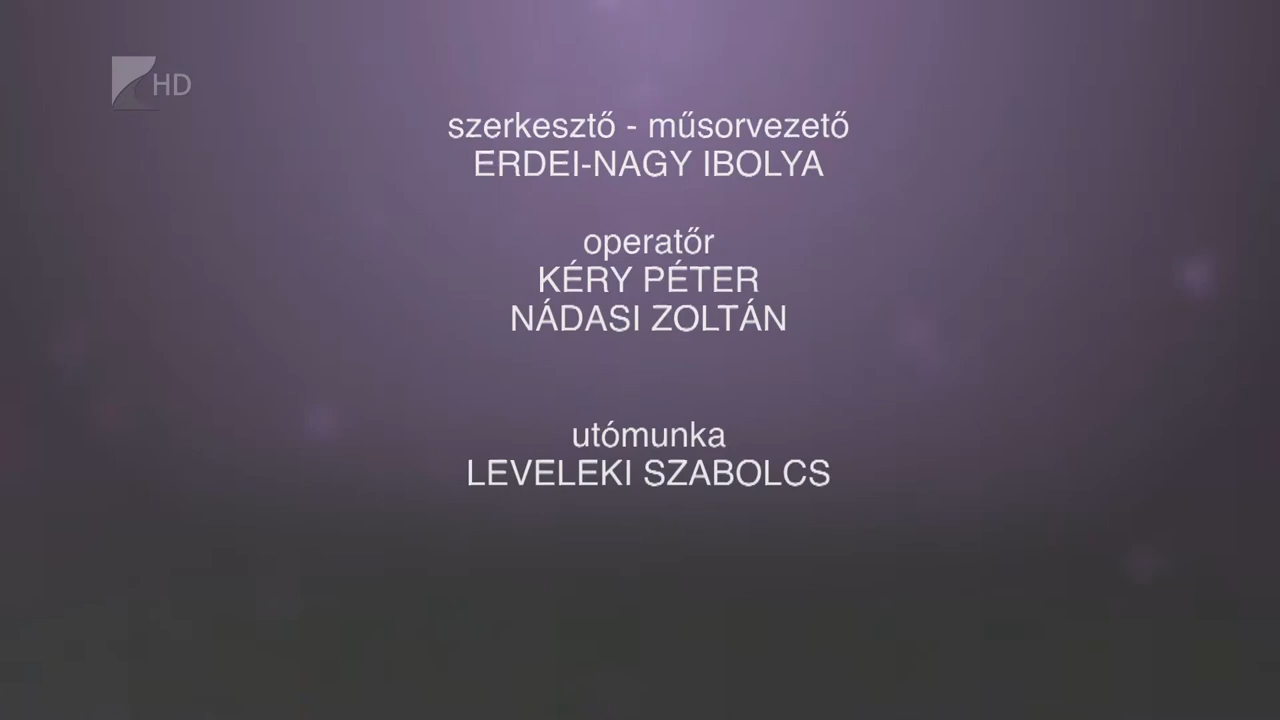 HD
szerkesztő - műsorvezető
ERDEI-NAGY IBOLYA
operatőr
KÉRY PÉTER
NÁDASI ZOLTÁN
utómunka
LEVELEKI SZABOLCS